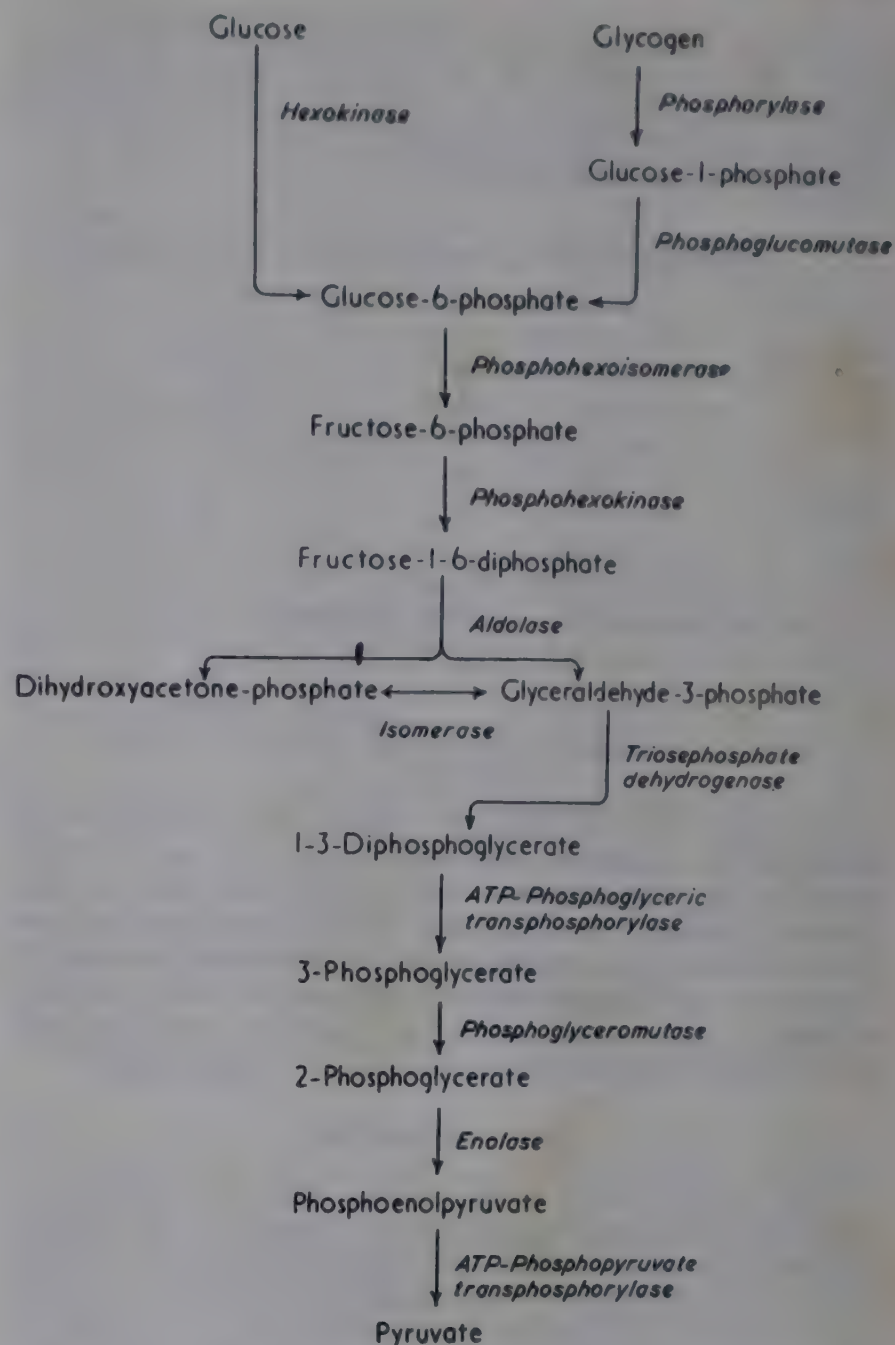 Glucose
Glycogen
Hexokinase
Phosphorylase
Glucose-1-phosphate
Phosphoglucomutase
Glucose-6-phosphate
Phosphohexoisomerase
Fructose-6-phosphate
Phosphohexokinase
Fructose-1-6-diphosphate
Aldolase
Dihydroxyacetone-phosphate
Glyceraldehyde-3-phosphate
Isomerase
Triosephosphate
dehydrogenase
1-3-Diphosphoglycerate
ATP-Phosphoglyceric
transphosphorylase
3-Phosphoglycerate
Phosphoglyceromutase
2-Phosphoglycerate
Enolase
Phosphoenolpyruvate
ATP-Phosphopyruvate
transphosphorylase
Pyruvate